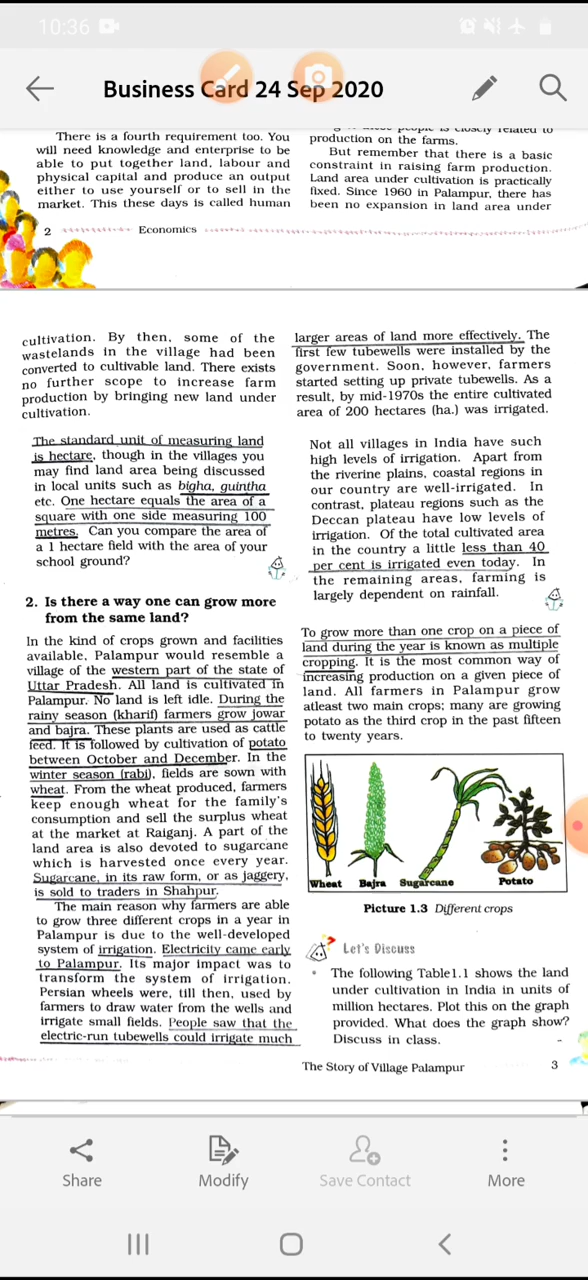 10:36
Business Card 24 Sep 2020
There is a fourth requirement too. You
will need knowledge and enterprise to be
able to put together land, labour and
physical capital and produce an output
either to use yourself or to sell in the
market. This these days is called human
people is closely related to
production on the farms.
But remember that there is a basic
constraint in raising farm production.
Land area under cultivation is practically
fixed. Since 1960 in Palampur, there has
been no expansion in land area under
2 Economics
cultivation. By then, some of the
wastelands in the village had been
converted to cultivable land. There exists
no further scope to increase farm
production by bringing new land under
cultivation.
The standard unit of measuring land
is hectare, though in the villages you
may find land area being discussed
in local units such as bigha, guintha
etc. One hectare equals the area of a
square with one side measuring 100
metres. Can you compare the area of
a 1 hectare field with the area of your
school ground?
2. Is there a way one can grow more
from the same land?
In the kind of crops grown and facilities
available, Palampur would resemble a
village of the western part of the state of
Uttar Pradesh. All land is cultivated in
Palampur. No land is left idle. During the
rainy season (kharif) farmers grow jowar
and bajra. These plants are used as cattle
feed. It is followed by cultivation of potato
between October and December. In the
winter season (rabi), fields are sown with
wheat. From the wheat produced, farmers
keep enough wheat for the family's
consumption and sell the surplus wheat
at the market at Raiganj. A part of the
land area is also devoted to sugarcane
which is harvested once every year.
Sugarcane, in its raw form, or as jaggery,
is sold to traders in Shahpur.
The main reason why farmers are able
to grow three different crops in a year in
Palampur is due to the well-developed
system of irrigation. Electricity came early
to Palampur. Its major impact was to
transform the system of irrigation.
Persian wheels were, till then, used by
farmers to draw water from the wells and
irrigate small fields. People saw that the
electric-run tubewells could irrigate much
larger areas of land more effectively. The
first few tubewells were installed by the
government. Soon, however, farmers
started setting up private tubewells. As a
result, by mid-1970s the entire cultivated
area of 200 hectares (ha.) was irrigated.
Not all villages in India have such
high levels of irrigation. Apart from
the riverine plains, coastal regions in
our country are well-irrigated. In
contrast, plateau regions such as the
Deccan plateau have low levels of
irrigation. Of the total cultivated area
in the country a little less than 40
per cent is irrigated even today. In
the remaining areas, farming is
largely dependent on rainfall.
To grow more than one crop on a piece of
land during the year is known as multiple
cropping. It is the most common way of
increasing production on a given piece of
land. All farmers in Palampur grow
atleast two main crops; many are growing
potato as the third crop in the past fifteen
to twenty years.
Wheat Bajra Sugarcane Potato
Picture 1.3 Different crops
Let's Discuss
• The following Table1.1 shows the land
under cultivation in India in units of
million hectares. Plot this on the graph
provided. What does the graph show?
Discuss in class.
The Story of Village Palampur 3
Share Modify Save Contact More